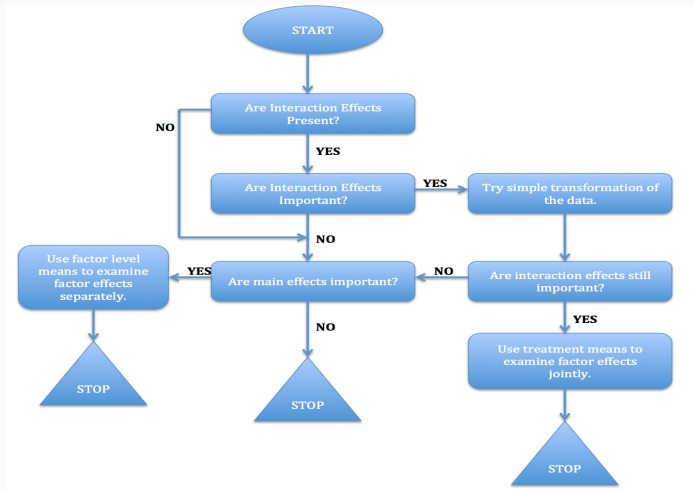 START
Are Interaction Effects
Present?
NO
YES
Are Interaction Effects
Important?
YES
Try simple transformation of
the data.
NO
Use factor level
means to examine
factor effects
separately.
YES
Are main effects important?
NO
Are interaction effects still
important?
NO
YES
Use treatment means to
examine factor effects
jointly.
STOP
STOP
STOP